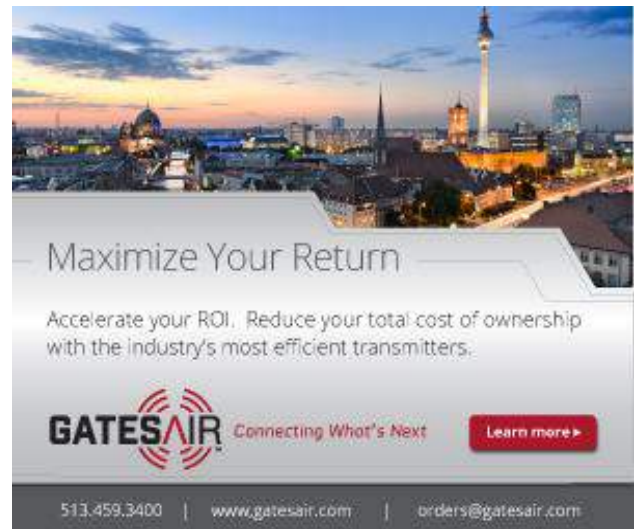 Maximize Your Return
Accelerate your ROI. Reduce your total cost of ownership
with the industry's most efficient transmitters.
GATESAIR Connecting What's Next Learn more ▸
513.459.3400 | www.gatesair.com | orders@gatesair.com